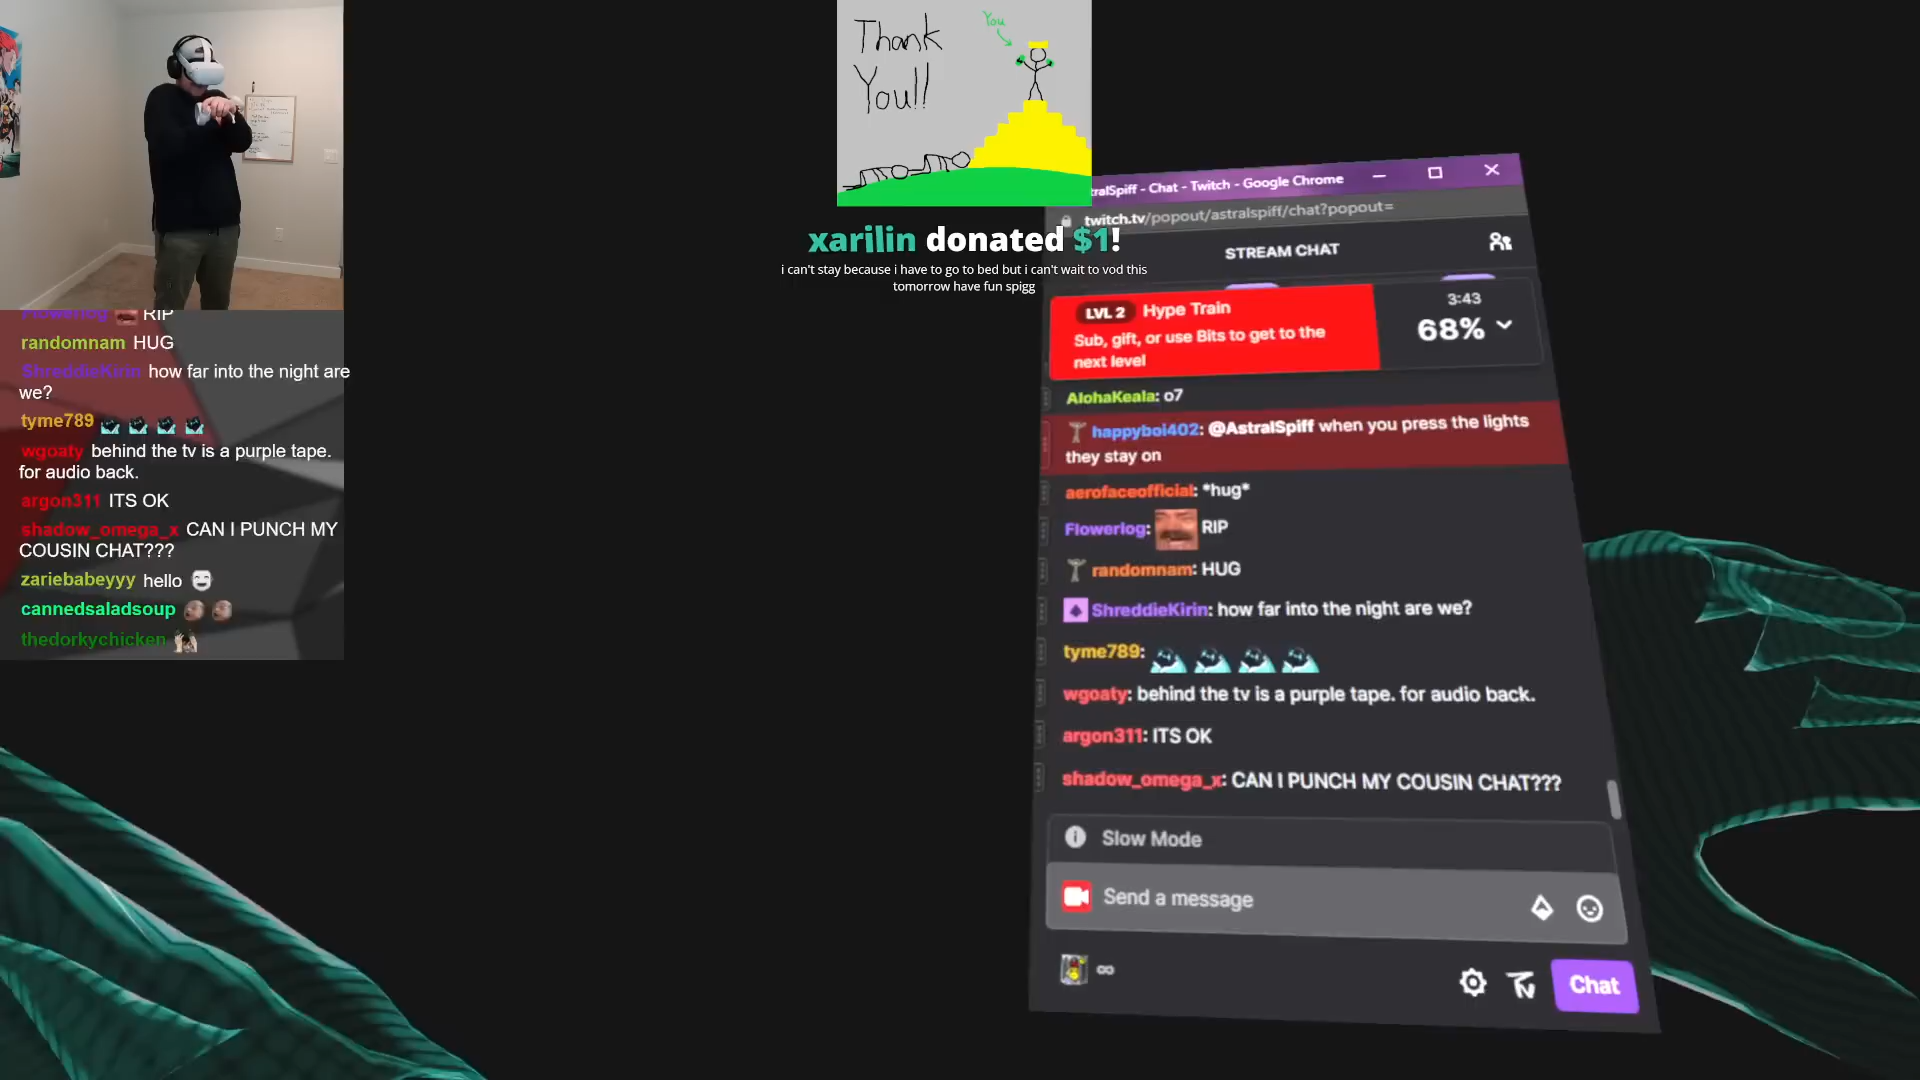 Thank
You!!
You
xarilin donated $1!
i can't stay because i have to go to bed but i can't wait to vod this
tomorrow have fun spigg
RIP
randomnam HUG
ShreddieKirin how far into the night are
we?
tyme789
wgoaty behind the tv is a purple tape.
for audio back.
argon311 ITS OK
shadow_omega_x CAN I PUNCH MY
COUSIN CHAT???
zariebabeyyy hello
cannedsaladsoup
thedorkychicken
tralSpiff - Chat - Twitch - Google Chrome
twitch.tv/popout/astralspiff/chat?popout=
STREAM CHAT
LVL 2 Hype Train
Sub, gift, or use Bits to get to the
next level
3:43
68%
AlohaKeala: o7
happyboi402: @AstralSpiff when you press the lights
they stay on
aerofaceofficial: *hug*
Flowerlog: RIP
randomnam: HUG
ShreddieKirin: how far into the night are we?
tyme789:
wgoaty: behind the tv is a purple tape. for audio back.
argon311: ITS OK
shadow_omega_x: CAN I PUNCH MY COUSIN CHAT???
Slow Mode
Send a message
∞
Chat